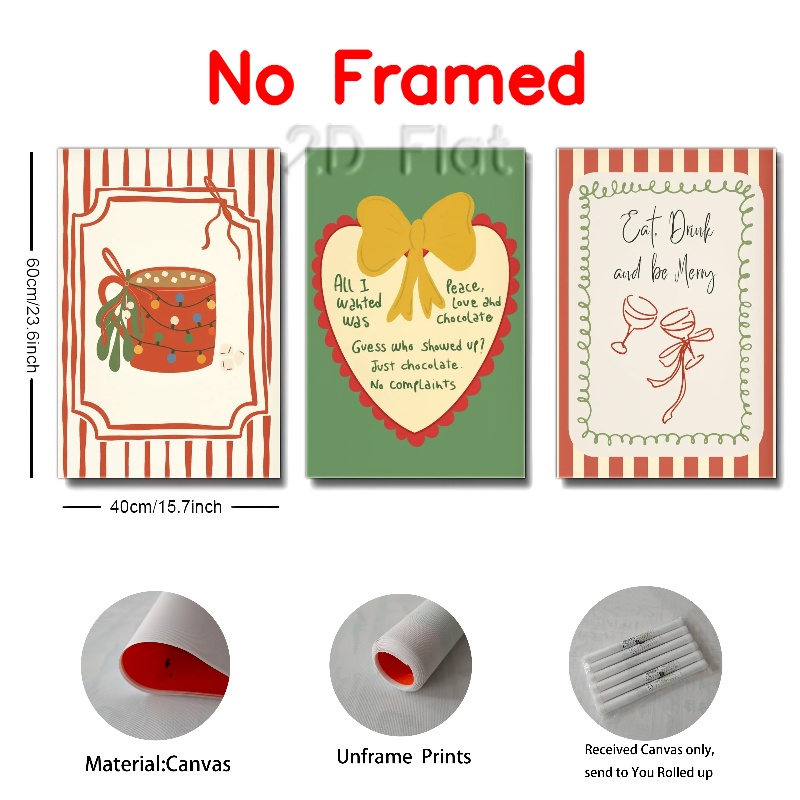 No Framed
2D Flat
60cm/23.6inch
All I
wanted
was
Peace,
love and
chocolate
Guess who showed up?
Just chocolate.
No complaints
Eat, Drink
and be Merry
40cm/15.7inch
Material:Canvas
Unframe Prints
Received Canvas only,
send to You Rolled up